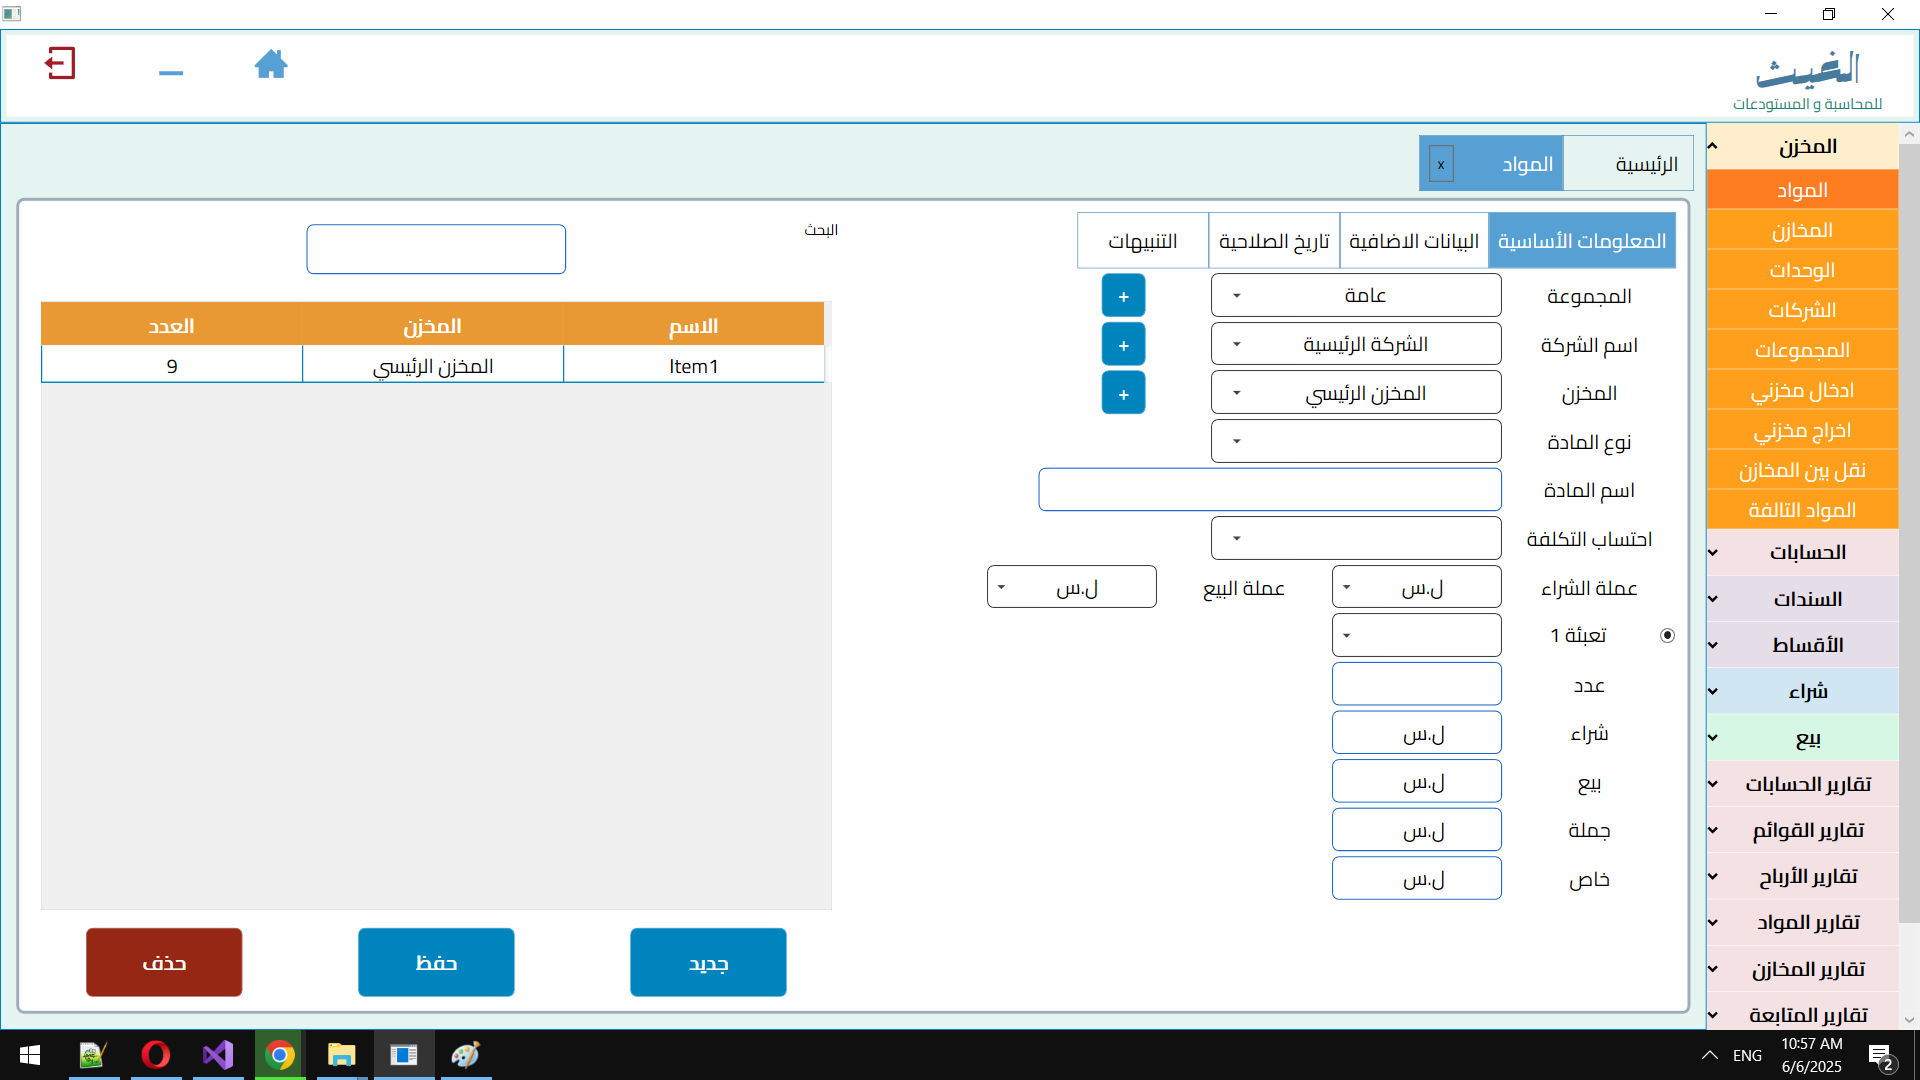 الغيث
للمحاسبة و المستودعات
الرئيسية
المواد
x
المخزن
المواد
المخازن
الوحدات
الشركات
المجموعات
ادخال مخزني
اخراج مخزني
نقل بين المخازن
المواد التالفة
الحسابات
السندات
الأقساط
شراء
بيع
تقارير الحسابات
تقارير القوائم
تقارير الأرباح
تقارير المواد
تقارير المخازن
تقارير المتابعة
المعلومات الأساسية
البيانات الاضافية
تاريخ الصلاحية
التنبيهات
المجموعة
عامة
+
اسم الشركة
الشركة الرئيسية
+
المخزن
المخزن الرئيسي
+
نوع المادة
اسم المادة
احتساب التكلفة
عملة الشراء
ل.س
عملة البيع
ل.س
تعبئة 1
عدد
شراء
ل.س
بيع
ل.س
جملة
ل.س
خاص
ل.س
البحث
الاسم
المخزن
العدد
Item1
المخزن الرئيسي
9
جديد
حفظ
حذف
ENG
10:57 AM
6/6/2025
2